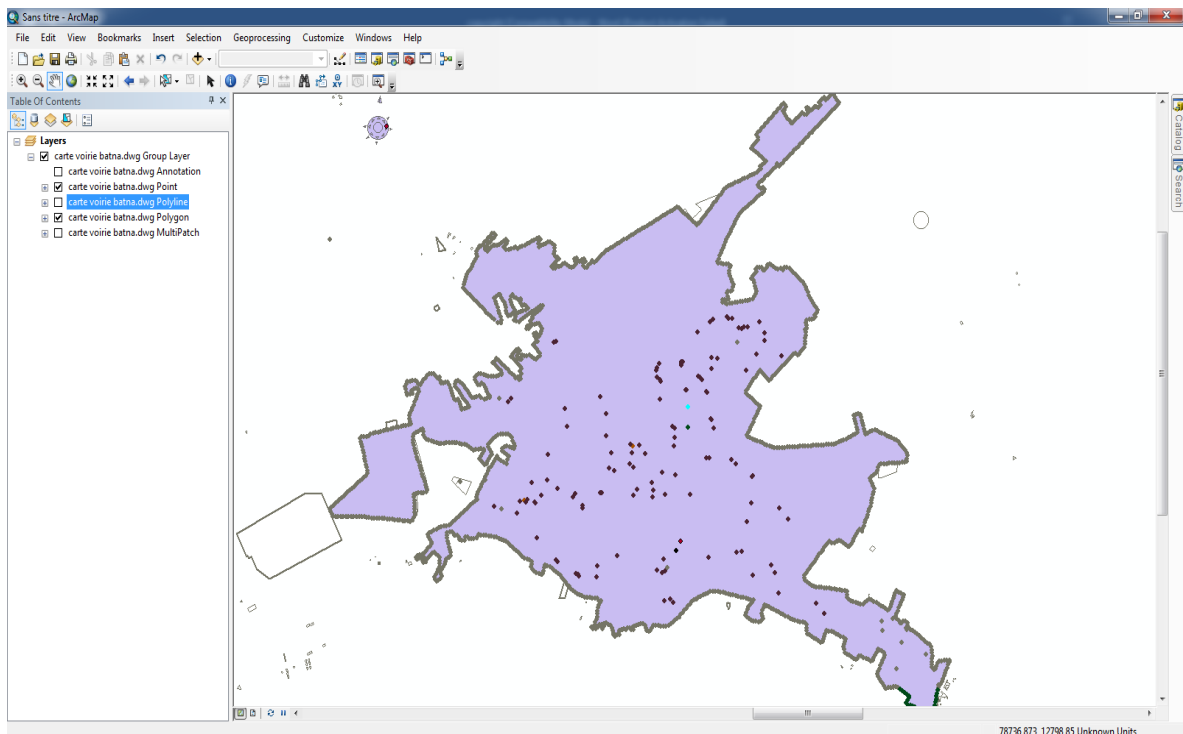 Sans titre - ArcMap
File Edit View Bookmarks Insert Selection Geoprocessing Customize Windows Help
Table Of Contents
Layers
carte voirie batna.dwg Group Layer
carte voirie batna.dwg Annotation
carte voirie batna.dwg Point
carte voirie batna.dwg Polyline
carte voirie batna.dwg Polygon
carte voirie batna.dwg MultiPatch
Catalog
Search
78736,873 12798,85 Unknown Units